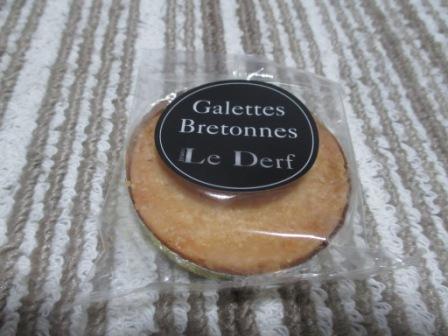 Galettes
Bretonnes
Le Derf